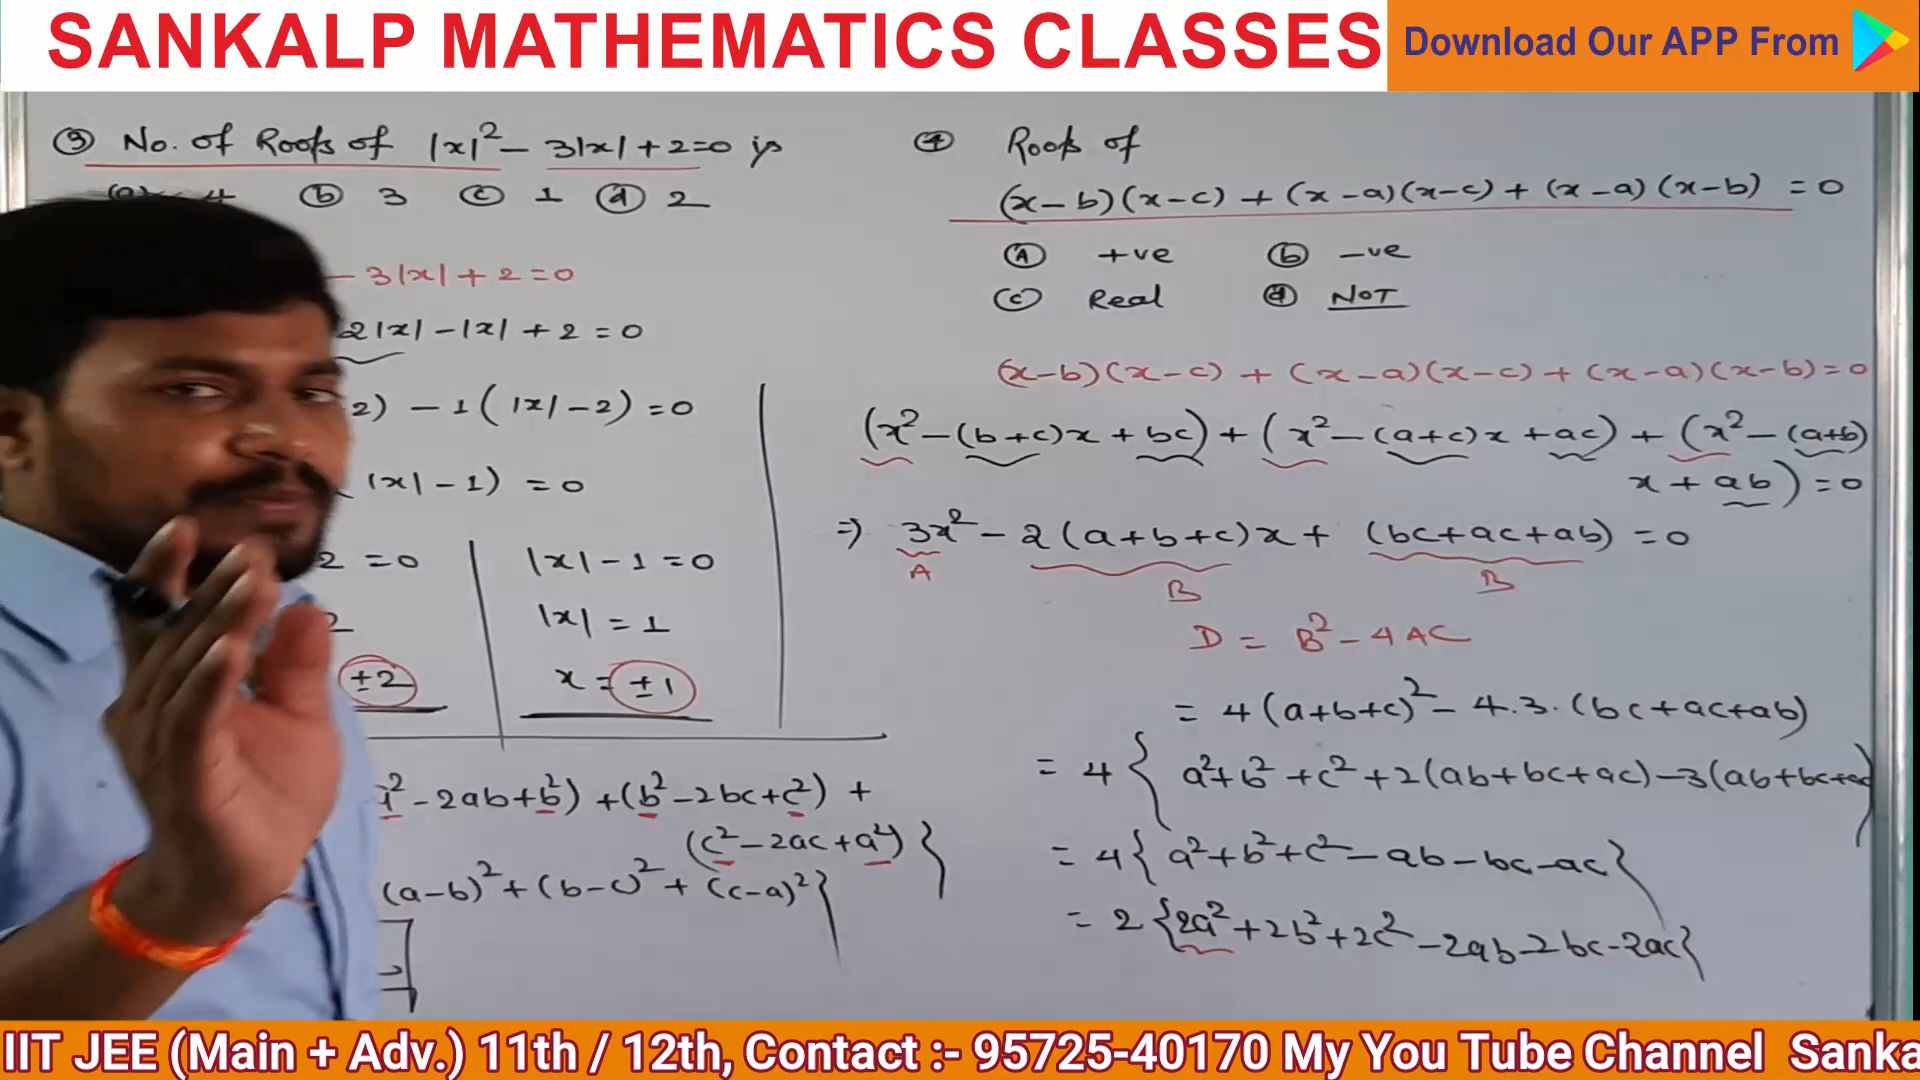 SANKALP MATHEMATICS CLASSES
Download Our APP From
③ No. of Roots of |x|² - 3|x| + 2 = 0 is
(a) 4 (b) 3 (c) 1 (d) 2
- 3|x| + 2 = 0
2|x| - |x| + 2 = 0
2) - 1(|x| - 2) = 0
|x| - 1) = 0
2 = 0
2
±2
|x| - 1 = 0
|x| = 1
x = ±1
² - 2ab + b²) + (b² - 2bc + c²) +
(c² - 2ac + a²)}
(a-b)² + (b-c)² + (c-a)²}
④ Roots of
(x-b)(x-c) + (x-a)(x-c) + (x-a)(x-b) = 0
(A) +ve (b) -ve
(c) Real (d) NOT
(x-b)(x-c) + (x-a)(x-c) + (x-a)(x-b) = 0
(x² - (b+c)x + bc) + (x² - (a+c)x + ac) + (x² - (a+b)
x + ab) = 0
⇒ 3x² - 2(a+b+c)x + (bc+ac+ab) = 0
A B B
D = B² - 4AC
= 4(a+b+c)² - 4.3.(bc+ac+ab)
= 4{a²+b²+c²+2(ab+bc+ac)-3(ab+bc+ac
= 4{a²+b²+c²-ab-bc-ac}
= 2{2a²+2b²+2c²-2ab-2bc-2ac}
IIT JEE (Main + Adv.) 11th / 12th, Contact :- 95725-40170 My You Tube Channel Sanka